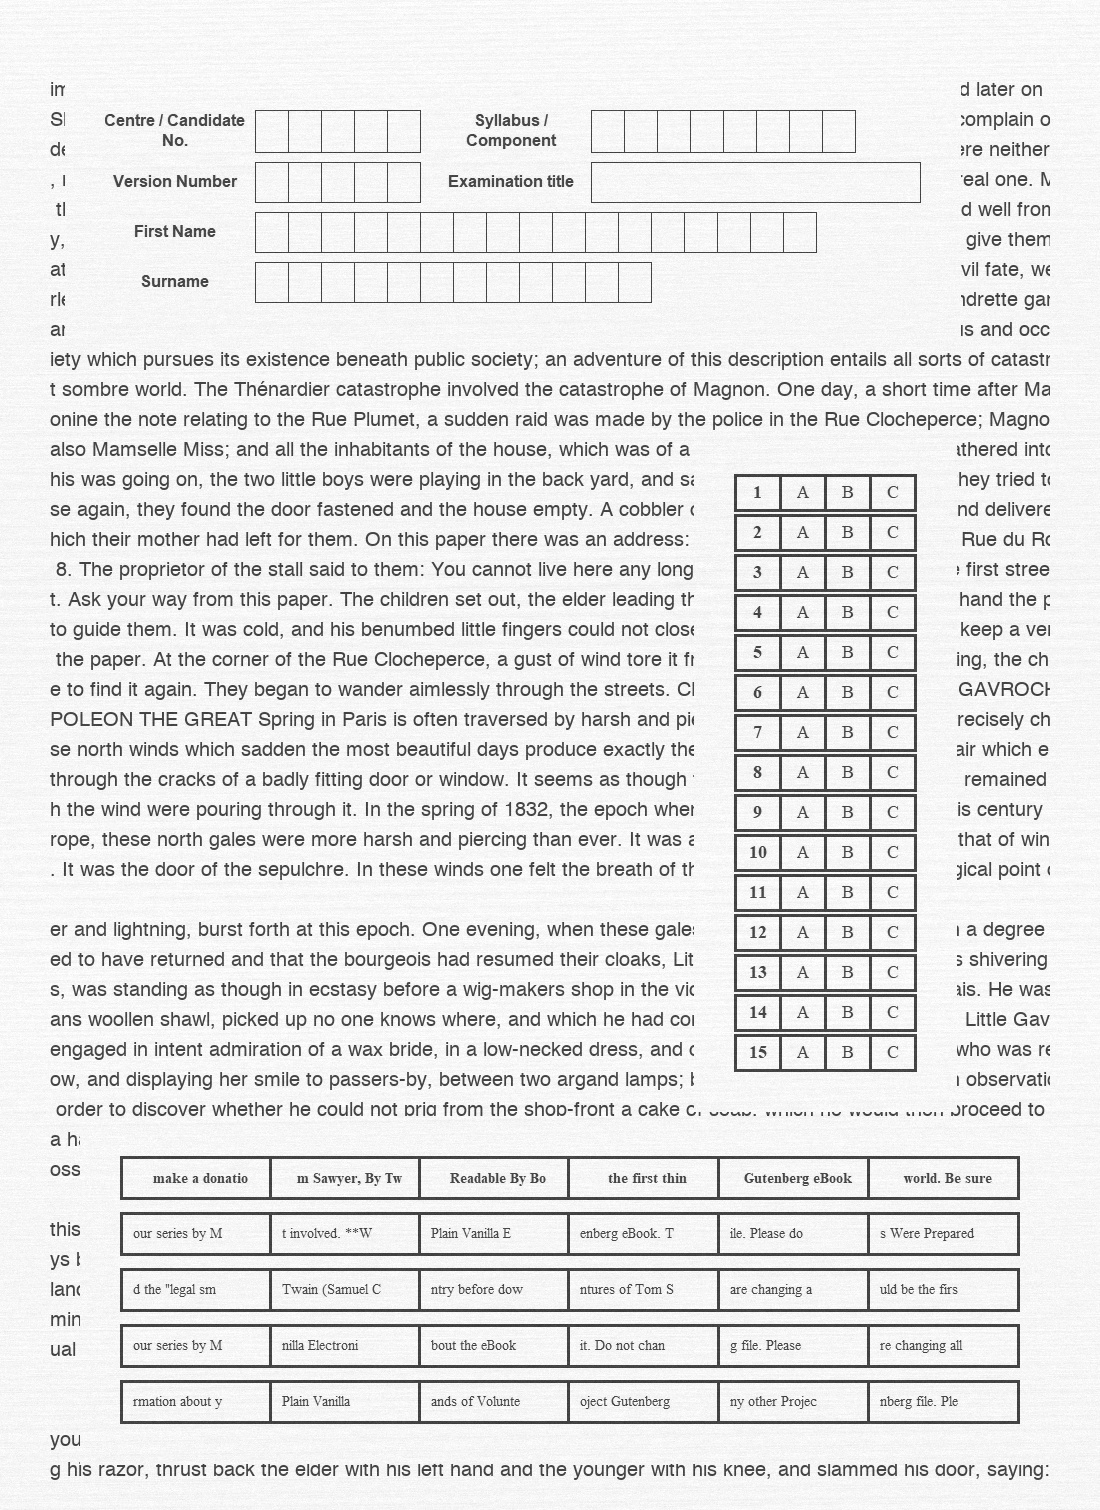 im d later on
Centre / Candidate No. Syllabus / Component
complain o
de ere neither
Version Number Examination title
, real one. M
th d well from
First Name
y, give them
at vil fate, we
Surname
rle ndrette gar
ar us and occ
iety which pursues its existence beneath public society; an adventure of this description entails all sorts of catastr
t sombre world. The Thénardier catastrophe involved the catastrophe of Magnon. One day, a short time after Ma
onine the note relating to the Rue Plumet, a sudden raid was made by the police in the Rue Clocheperce; Magno
also Mamselle Miss; and all the inhabitants of the house, which was of a athered into
his was going on, the two little boys were playing in the back yard, and sa hey tried to
se again, they found the door fastened and the house empty. A cobbler nd delivere
hich their mother had left for them. On this paper there was an address: Rue du Ro
8. The proprietor of the stall said to them: You cannot live here any long first stree
t. Ask your way from this paper. The children set out, the elder leading th hand the p
to guide them. It was cold, and his benumbed little fingers could not close keep a ver
the paper. At the corner of the Rue Clocheperce, a gust of wind tore it fr ing, the ch
e to find it again. They began to wander aimlessly through the streets. Cl GAVROCH
POLEON THE GREAT Spring in Paris is often traversed by harsh and pie recisely ch
se north winds which sadden the most beautiful days produce exactly the air which e
through the cracks of a badly fitting door or window. It seems as though remained
h the wind were pouring through it. In the spring of 1832, the epoch wher is century
rope, these north gales were more harsh and piercing than ever. It was a that of win
. It was the door of the sepulchre. In these winds one felt the breath of th gical point
er and lightning, burst forth at this epoch. One evening, when these gales a degree
ed to have returned and that the bourgeois had resumed their cloaks, Lit s shivering
s, was standing as though in ecstasy before a wig-makers shop in the vic ais. He was
ans woollen shawl, picked up no one knows where, and which he had con Little Gav
engaged in intent admiration of a wax bride, in a low-necked dress, and who was re
ow, and displaying her smile to passers-by, between two argand lamps; observatio
order to discover whether he could not prig from the shop-front a cake of soap, which he would then proceed to
1 A B C
2 A B C
3 A B C
4 A B C
5 A B C
6 A B C
7 A B C
8 A B C
9 A B C
10 A B C
11 A B C
12 A B C
13 A B C
14 A B C
15 A B C
a ha
oss
this
ys
land
min
ual
make a donatio m Sawyer, By Tw Readable By Bo the first thin Gutenberg eBook world. Be sure
our series by M t involved. **W Plain Vanilla E enberg eBook. T ile. Please do s Were Prepared
d the "legal sm Twain (Samuel C ntry before dow ntures of Tom S are changing a uld be the firs
our series by M nilla Electroni bout the eBook it. Do not chan g file. Please re changing all
rmation about y Plain Vanilla ands of Volunte oject Gutenberg ny other Projec nberg file. Ple
you
g his razor, thrust back the elder with his left hand and the younger with his knee, and slammed his door, saying: